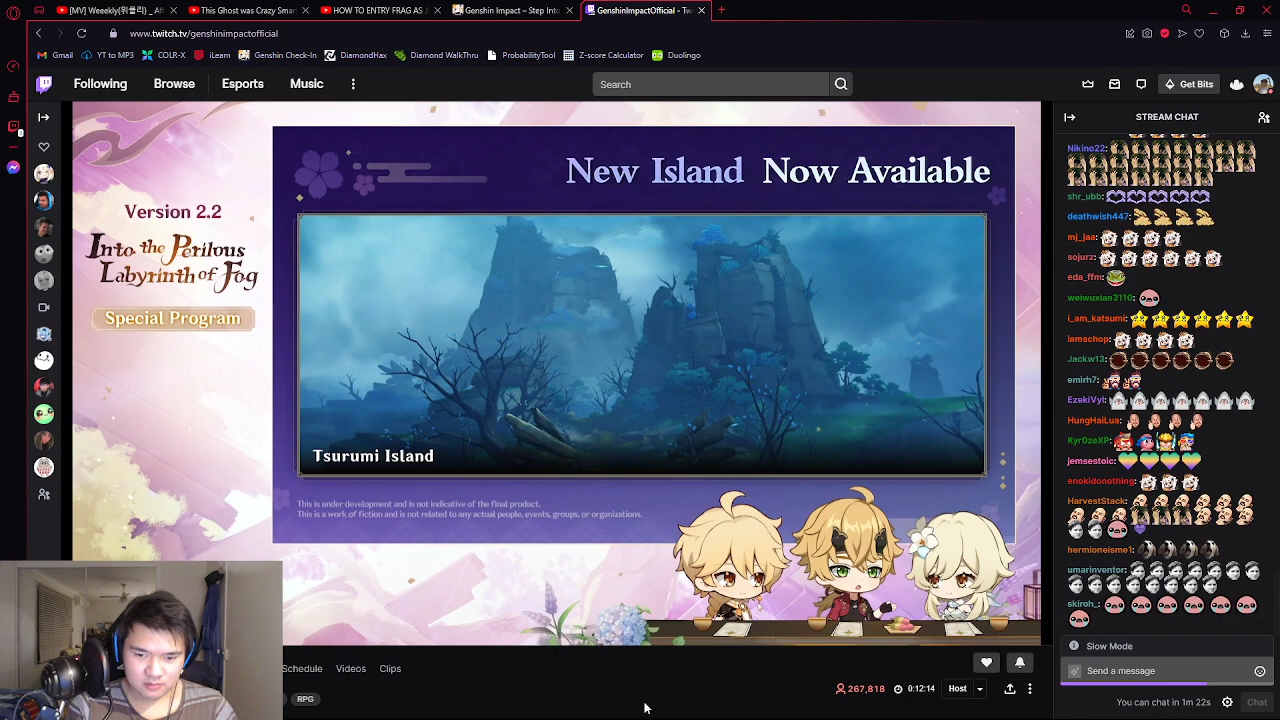 [MV] Weeekly(위클리) _ Af
This Ghost was Crazy Smar
HOW TO ENTRY FRAG AS J
Genshin Impact – Step Into
GenshinImpactOfficial - Tw
www.twitch.tv/genshinimpactofficial
Gmail
YT to MP3
COLR-X
iLearn
Genshin Check-In
DiamondHax
Diamond WalkThru
ProbabilityTool
Z-score Calculator
Duolingo
Following
Browse
Esports
Music
Search
Get Bits
STREAM CHAT
Version 2.2
Into the Perilous
Labyrinth of Fog
Special Program
New Island Now Available
Tsurumi Island
This is under development and is not indicative of the final product.
This is a work of fiction and is not related to any actual people, events, groups, or organizations.
Nikino22:
shr_ubb:
deathwish447:
mj_jaa:
sojurz:
eda_ffm:
weiwuxian3110:
i_am_katsumi:
iamschop:
Jackw13:
emirh7:
EzekiVyl:
HungHaiLua:
Kyr0zeXP:
jemsestoic:
enokidonothing:
HarvestStack:
hermioneisme1:
umarinventor:
skiroh_:
Schedule
Videos
Clips
RPG
267,818
0:12:14
Host
Slow Mode
Send a message
You can chat in 1m 22s
Chat